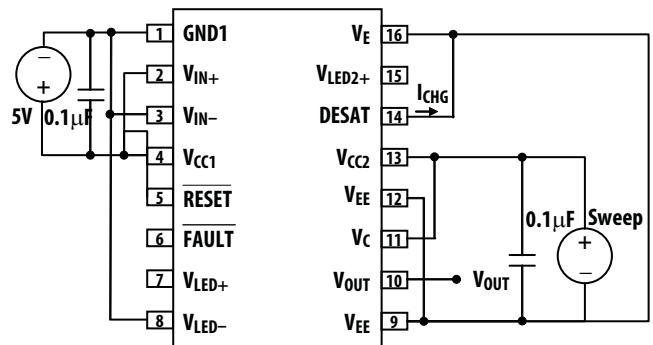 1 GND1 VE 16
2 VIN+ VLED2+ 15
3 VIN− DESAT 14
ICHG
4 VCC1 VCC2 13
5 RESET VEE 12
6 FAULT VC 11
7 VLED+ VOUT 10
8 VLED− VEE 9
−
+
5V 0.1μF
0.1μF Sweep
+
−
VOUT